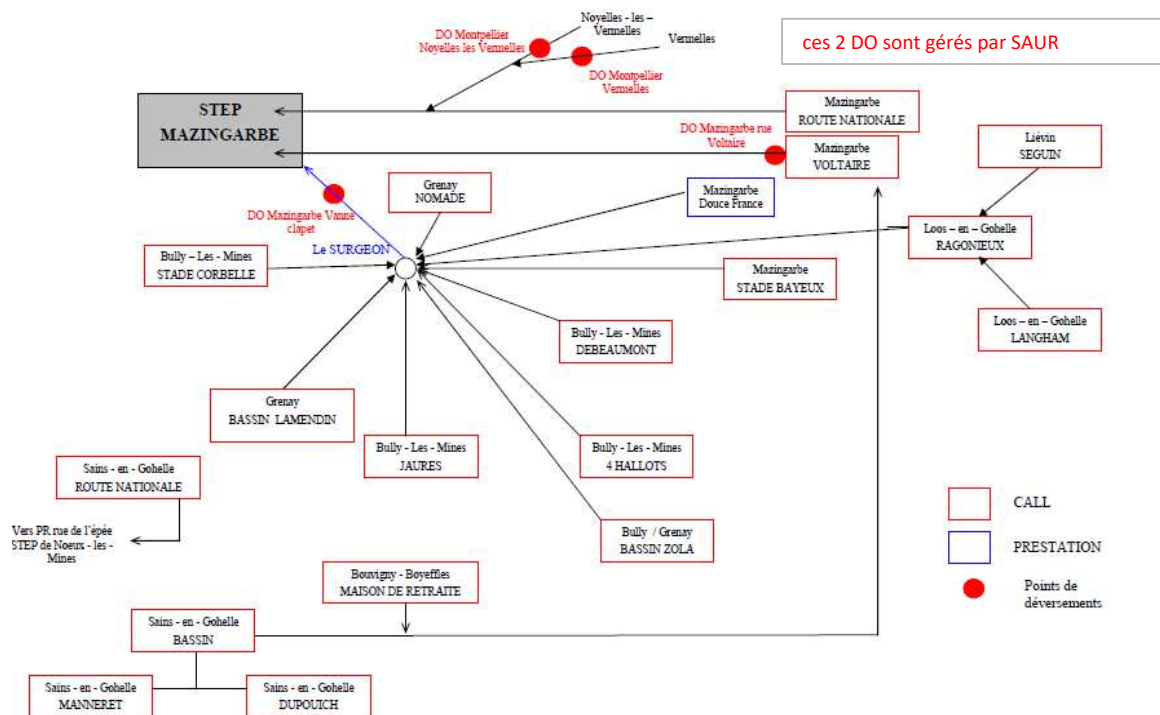 Noyelles - les –
Vermelles
Vermelles
ces 2 DO sont gérés par SAUR
DO Montpellier
Noyelles les Vermelles
DO Montpellier
Vermelles
STEP
MAZINGARBE
Mazingarbe
ROUTE NATIONALE
DO Mazingarbe rue
Voltaire
Mazingarbe
VOLTAIRE
Liévin
SEGUIN
Grenay
NOMADE
Mazingarbe
Douce France
DO Mazingarbe Vanne
clapet
Le SURGEON
Loos – en – Gohelle
RAGONIEUX
Bully – Les - Mines
STADE CORBELLE
Mazingarbe
STADE BAYEUX
Bully - Les - Mines
DEBEAUMONT
Loos – en – Gohelle
LANGHAM
Grenay
BASSIN LAMENDIN
Bully - Les - Mines
JAURES
Bully - Les - Mines
4 HALLOTS
Sains - en - Gohelle
ROUTE NATIONALE
Vers PR rue de l'épée
STEP de Noeux - les -
Mines
Bully / Grenay
BASSIN ZOLA
CALL
PRESTATION
Points de
déversements
Bouvigny - Boyeffles
MAISON DE RETRAITE
Sains - en - Gohelle
BASSIN
Sains - en - Gohelle
MANNERET
Sains - en - Gohelle
DUPOUICH